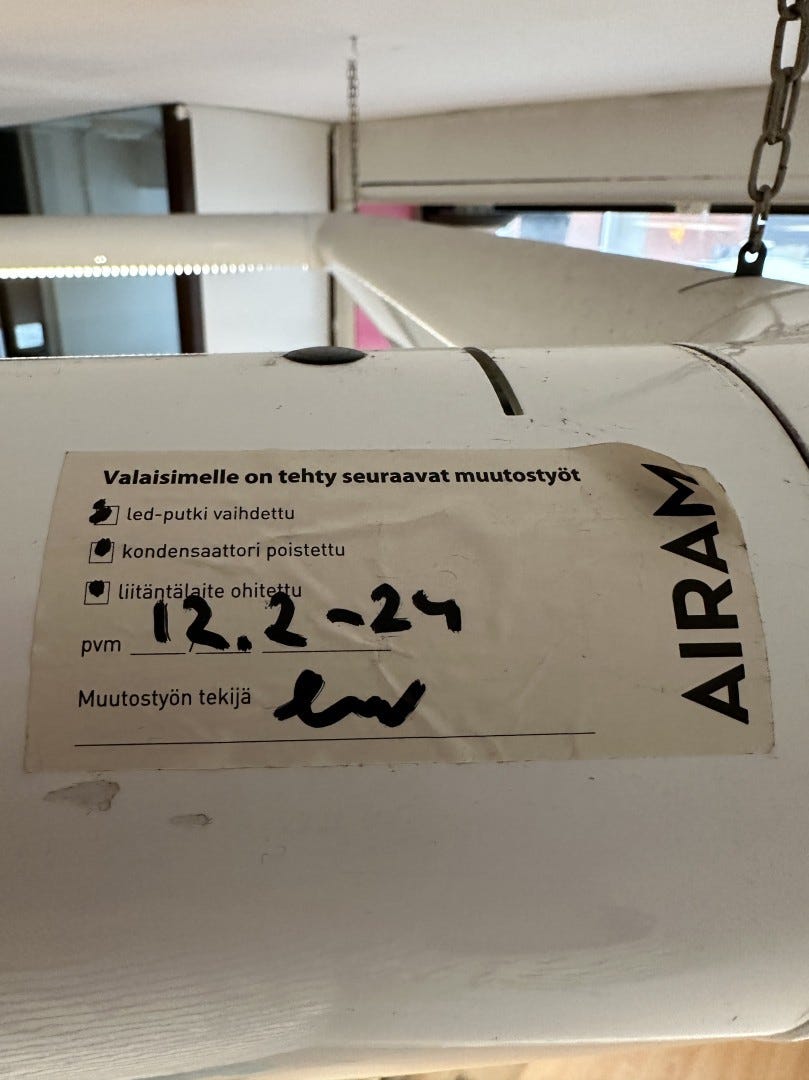 Valaisimelle on tehty seuraavat muutostyöt
led-putki vaihdettu
kondensaattori poistettu
liitäntälaite ohitettu
pvm 12.2-24
Muutostyön tekijä
AIRAM